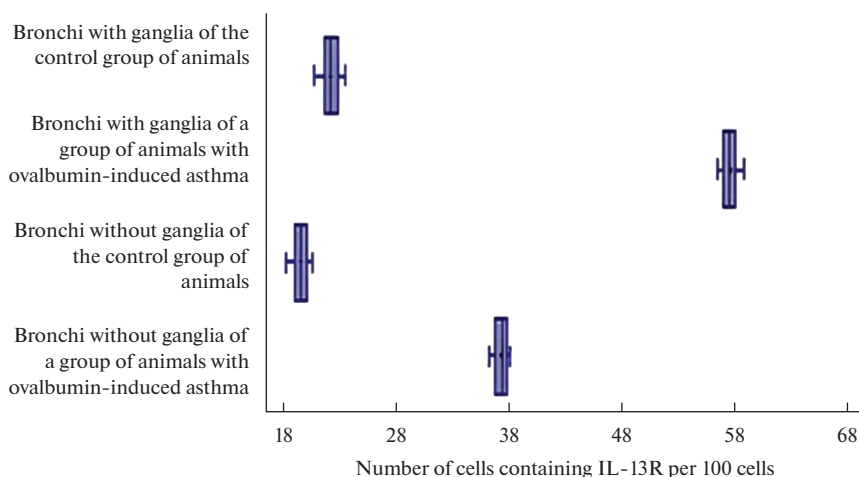 Bronchi with ganglia of the
control group of animals
Bronchi with ganglia of a
group of animals with
ovalbumin-induced asthma
Bronchi without ganglia of
the control group of
animals
Bronchi without ganglia of
a group of animals with
ovalbumin-induced asthma
18 28 38 48 58 68
Number of cells containing IL-13R per 100 cells